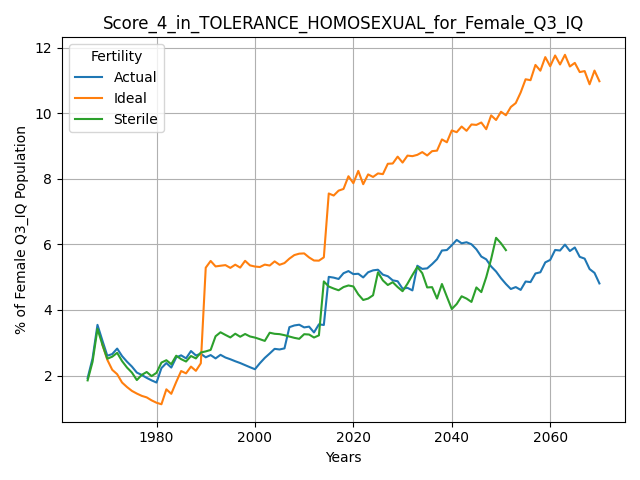 Score_4_in_TOLERANCE_HOMOSEXUAL_for_Female_Q3_IQ
Fertility
Actual
Ideal
Sterile
% of Female Q3_IQ Population
12
10
8
6
4
2
1980
2000
2020
2040
2060
Years